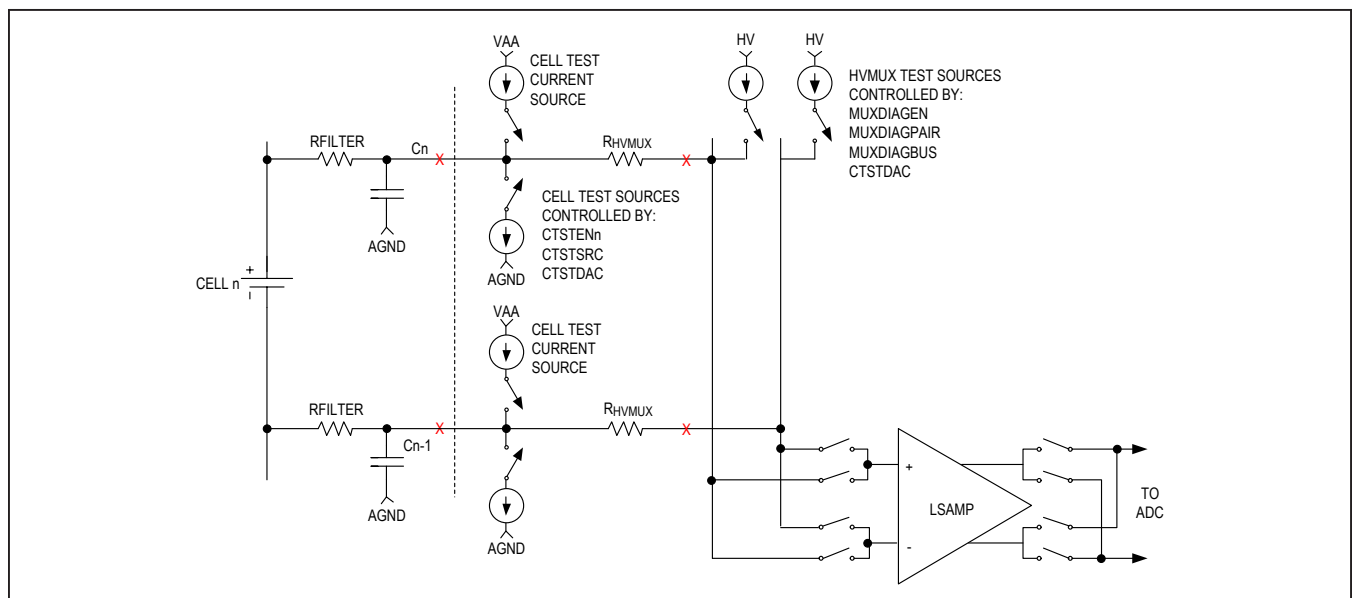 VAA
CELL TEST
CURRENT
SOURCE
HV
HV
HVMUX TEST SOURCES
CONTROLLED BY:
MUXDIAGEN
MUXDIAGPAIR
MUXDIAGBUS
CTSTDAC
RFILTER
Cn
RHVMUX
AGND
CELL TEST SOURCES
CONTROLLED BY:
CTSTENn
CTSTSRC
CTSTDAC
AGND
CELL n
+
-
VAA
CELL TEST
CURRENT
SOURCE
RFILTER
Cn-1
RHVMUX
AGND
AGND
+
-
LSAMP
TO
ADC